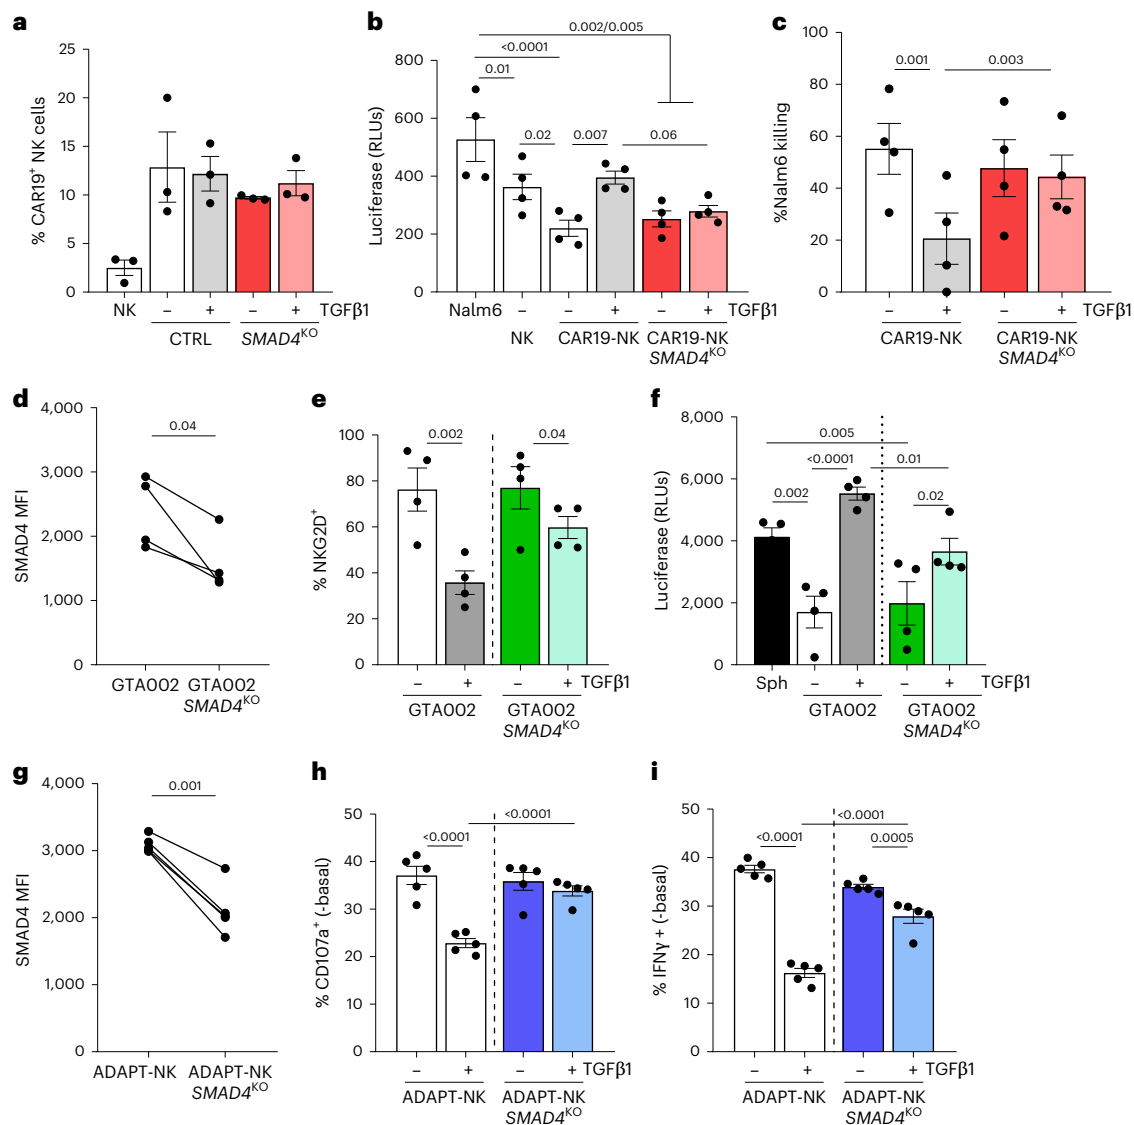 a
% CAR19+ NK cells
25
20
15
10
5
0
NK
–
+
–
+
TGFβ1
CTRL
SMAD4KO
b
Luciferase (RLUs)
800
600
400
200
0
0.002/0.005
<0.0001
0.01
0.02
0.007
0.06
Nalm6
–
–
+
–
+
NK
CAR19-NK
CAR19-NK
SMAD4KO
c
%Nalm6 killing
100
80
60
40
20
0
0.001
0.003
–
+
–
+
TGFβ1
CAR19-NK
CAR19-NK
SMAD4KO
d
SMAD4 MFI
4,000
3,000
2,000
1,000
0
0.04
GTA002
GTA002
SMAD4KO
e
% NKG2D+
100
80
60
40
20
0
0.002
0.04
–
+
–
+
TGFβ1
GTA002
GTA002
SMAD4KO
f
Luciferase (RLUs)
8,000
6,000
4,000
2,000
0
0.005
<0.0001
0.01
0.002
0.02
Sph
–
+
–
+
TGFβ1
GTA002
GTA002
SMAD4KO
g
SMAD4 MFI
4,000
3,000
2,000
1,000
0
0.001
ADAPT-NK
ADAPT-NK
SMAD4KO
h
% CD107a+ (-basal)
50
40
30
20
10
0
<0.0001
<0.0001
–
+
–
+
TGFβ1
ADAPT-NK
ADAPT-NK
SMAD4KO
i
% IFNγ + (-basal)
50
40
30
20
10
0
<0.0001
<0.0001
0.0005
–
+
–
+
TGFβ1
ADAPT-NK
ADAPT-NK
SMAD4KO